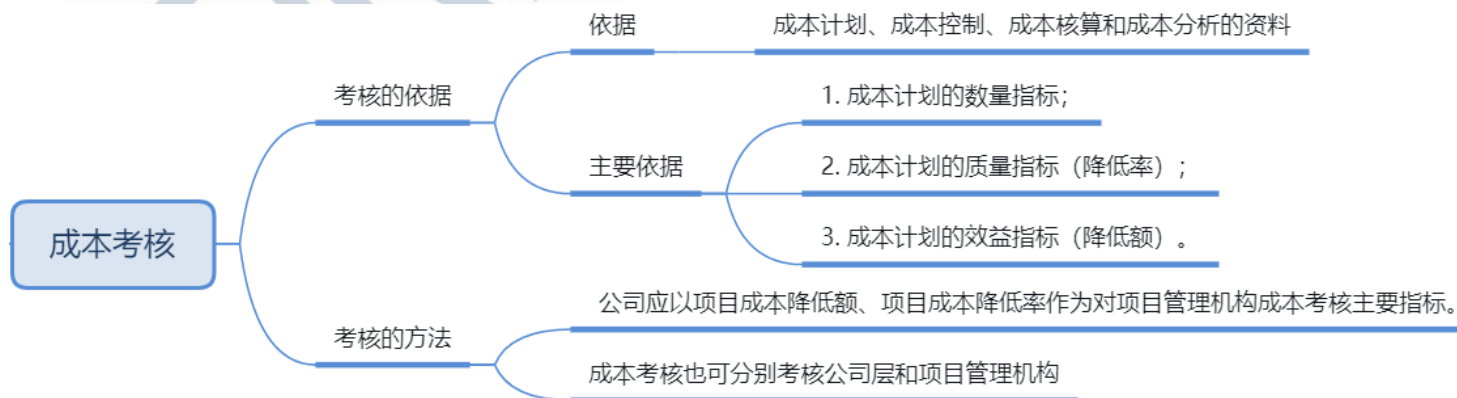 成本考核
考核的依据
依据
成本计划、成本控制、成本核算和成本分析的资料
主要依据
1. 成本计划的数量指标；
2. 成本计划的质量指标（降低率）；
3. 成本计划的效益指标（降低额）。
考核的方法
公司应以项目成本降低额、项目成本降低率作为对项目管理机构成本考核主要指标。
成本考核也可分别考核公司层和项目管理机构